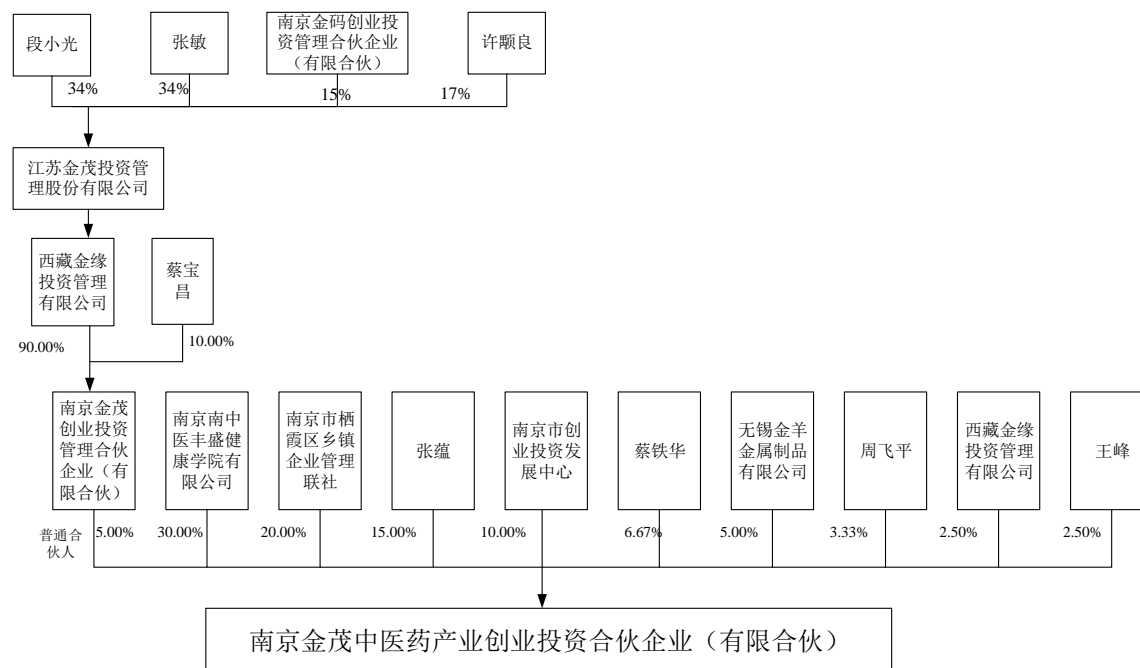 段小光
张敏
南京金码创业投
资管理合伙企业
（有限合伙）
许颙良
34%
34%
15%
17%
江苏金茂投资管
理股份有限公司
西藏金缘
投资管理
有限公司
蔡宝
昌
90.00%
10.00%
南京金茂
创业投资
管理合伙
企业（有
限合伙）
南京南中
医丰盛健
康学院有
限公司
南京市栖
霞区乡镇
企业管理
联社
张蕴
南京市创
业投资发
展中心
蔡铁华
无锡金羊
金属制品
有限公司
周飞平
西藏金缘
投资管理
有限公司
王峰
普通合
伙人
5.00%
30.00%
20.00%
15.00%
10.00%
6.67%
5.00%
3.33%
2.50%
2.50%
南京金茂中医药产业创业投资合伙企业（有限合伙）